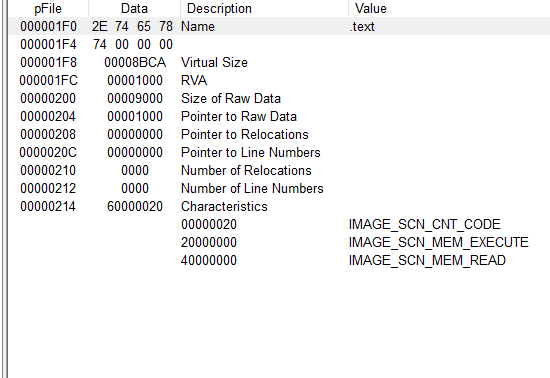 pFile Data Description Value
000001F0 2E 74 65 78 Name .text
000001F4 74 00 00 00
000001F8 00008BCA Virtual Size
000001FC 00001000 RVA
00000200 00009000 Size of Raw Data
00000204 00001000 Pointer to Raw Data
00000208 00000000 Pointer to Relocations
0000020C 00000000 Pointer to Line Numbers
00000210 0000 Number of Relocations
00000212 0000 Number of Line Numbers
00000214 60000020 Characteristics
00000020 IMAGE_SCN_CNT_CODE
20000000 IMAGE_SCN_MEM_EXECUTE
40000000 IMAGE_SCN_MEM_READ